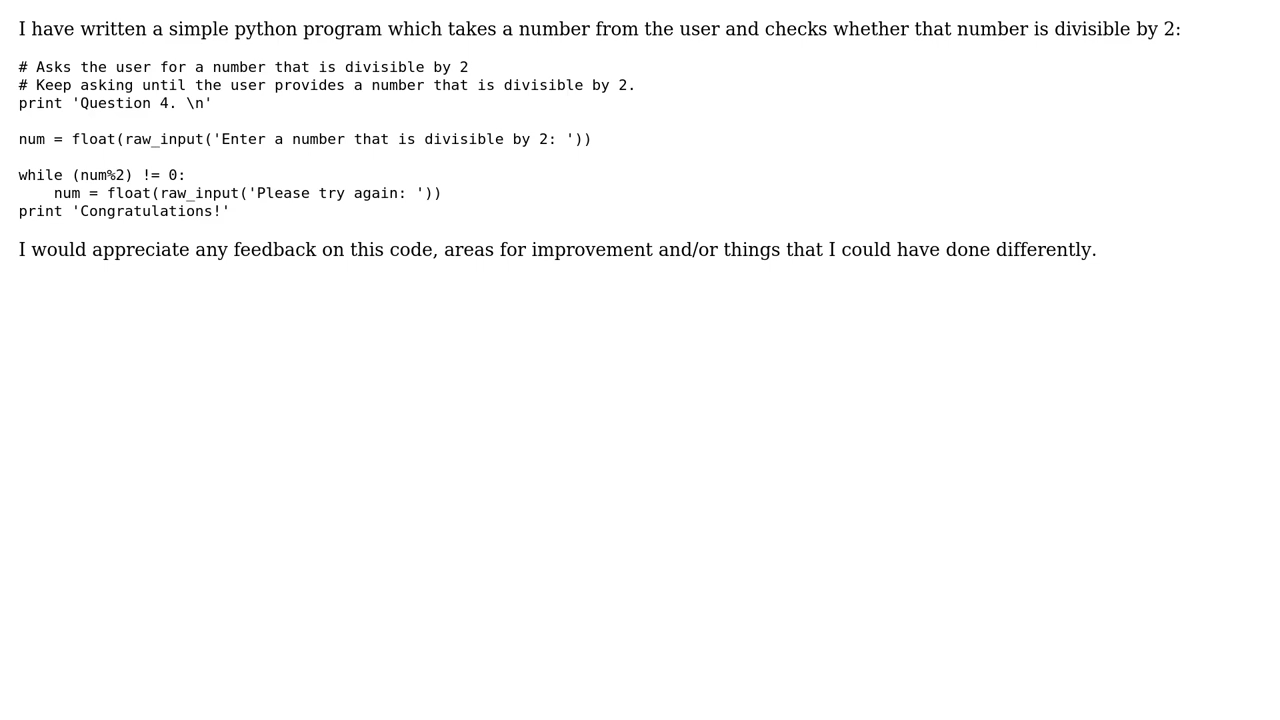 I have written a simple python program which takes a number from the user and checks whether that number is divisible by 2:
# Asks the user for a number that is divisible by 2
# Keep asking until the user provides a number that is divisible by 2.
print 'Question 4. \n'
num = float(raw_input('Enter a number that is divisible by 2: '))
while (num%2) != 0:
    num = float(raw_input('Please try again: '))
print 'Congratulations!'
I would appreciate any feedback on this code, areas for improvement and/or things that I could have done differently.